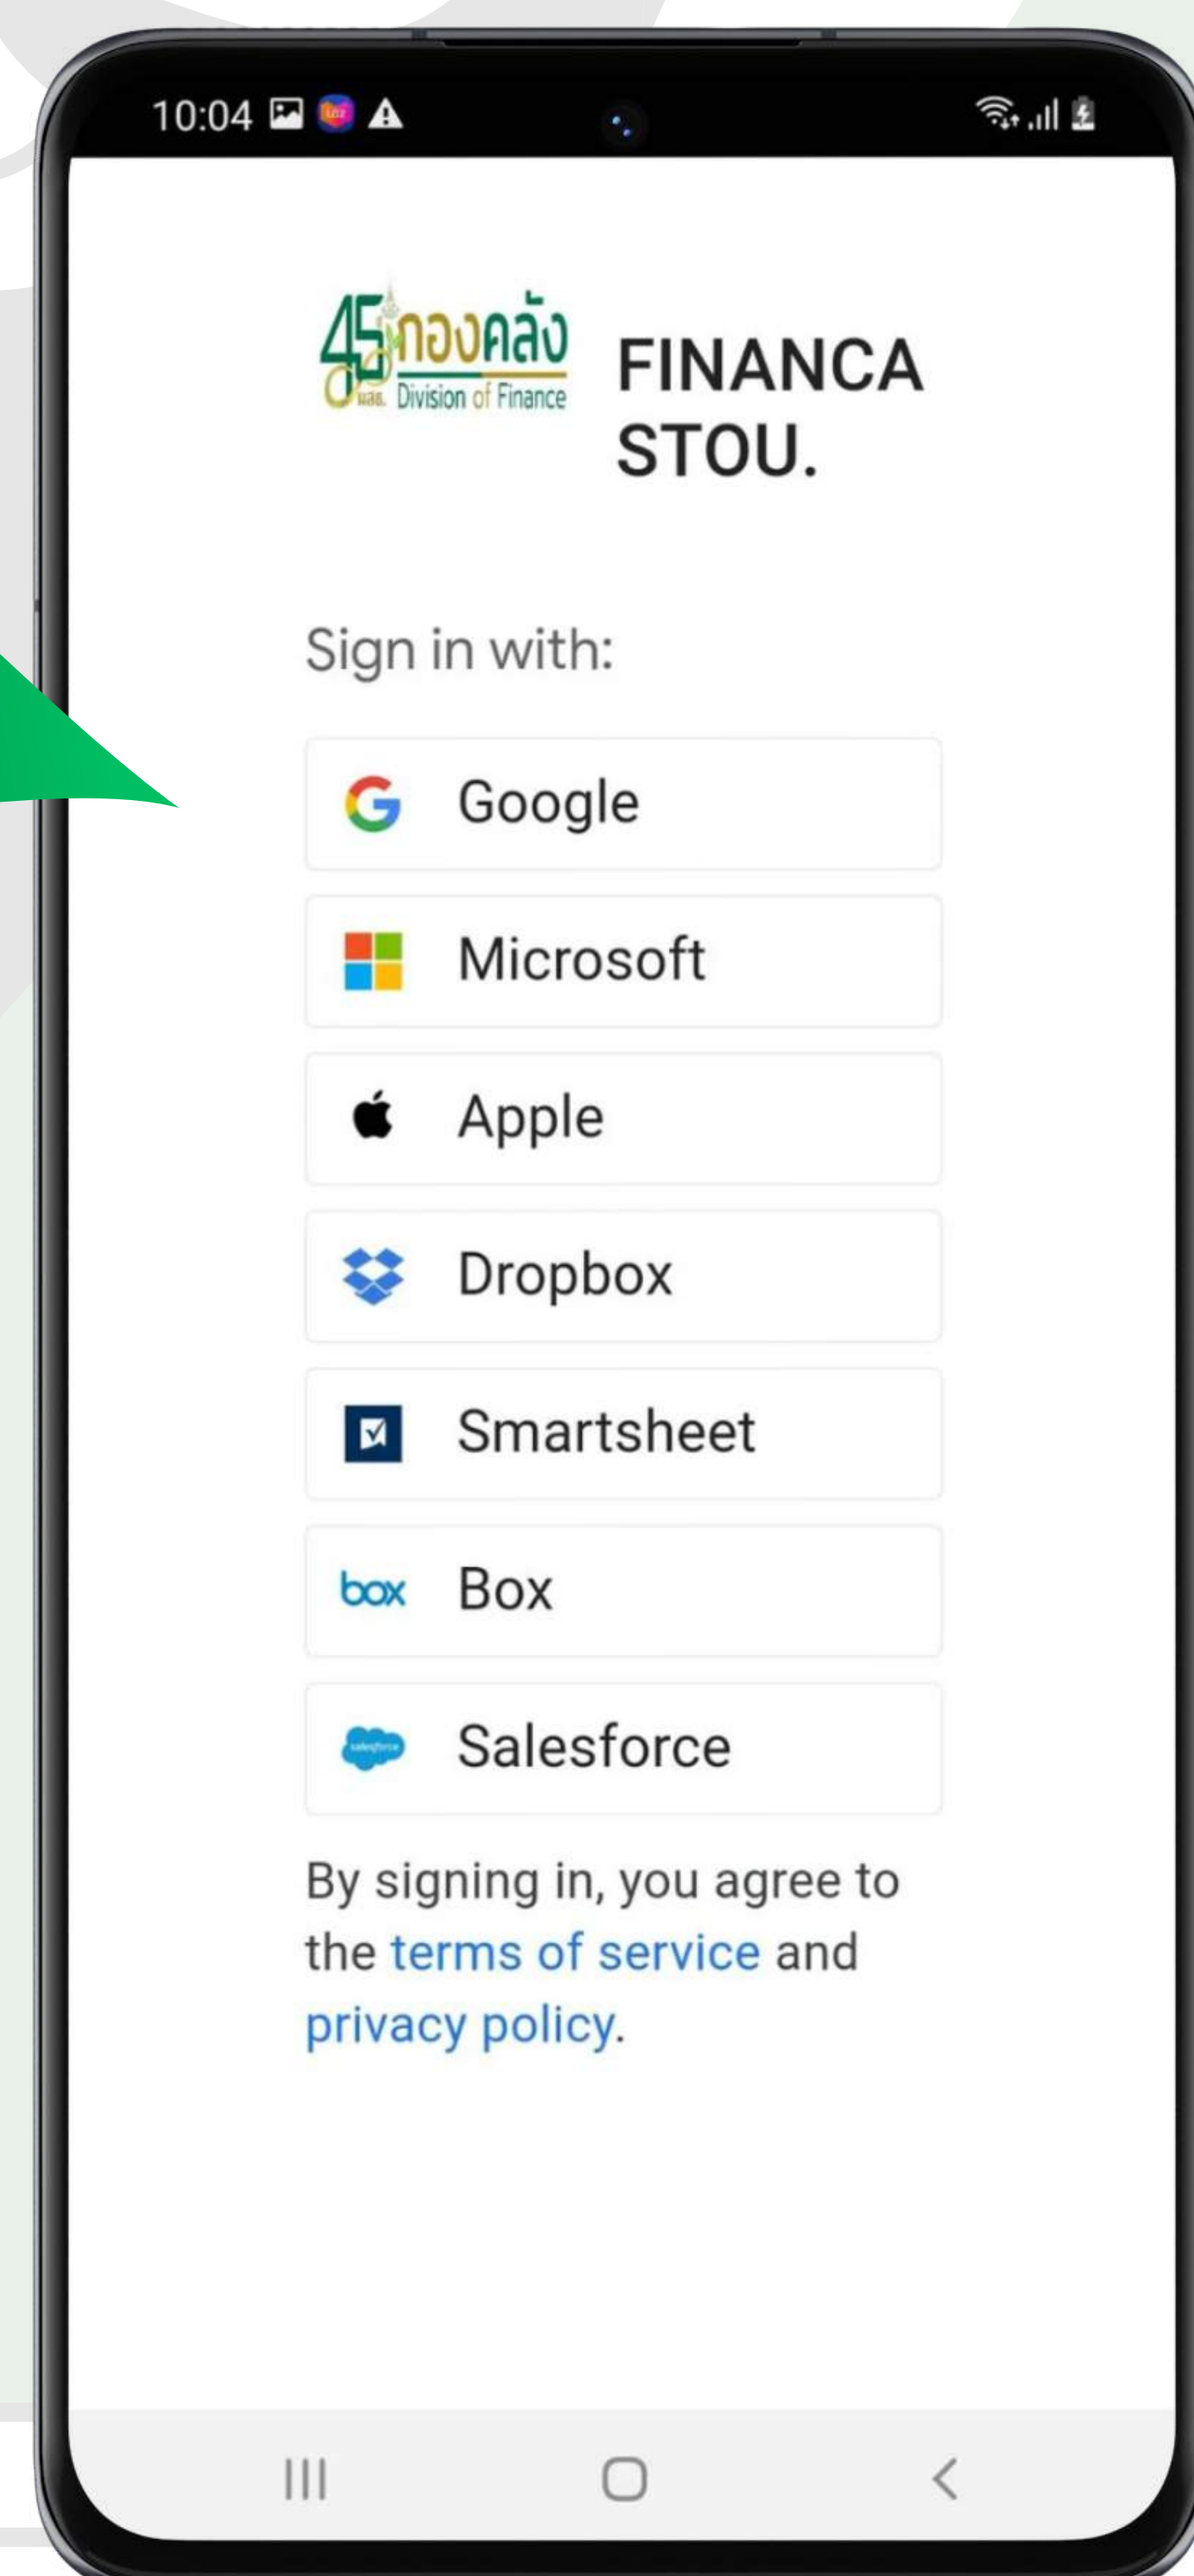 10:04
45 กองคลัง
มสธ. Division of Finance
FINANCA
STOU.
Sign in with:
Google
Microsoft
Apple
Dropbox
Smartsheet
box Box
salesforce Salesforce
By signing in, you agree to
the terms of service and
privacy policy.